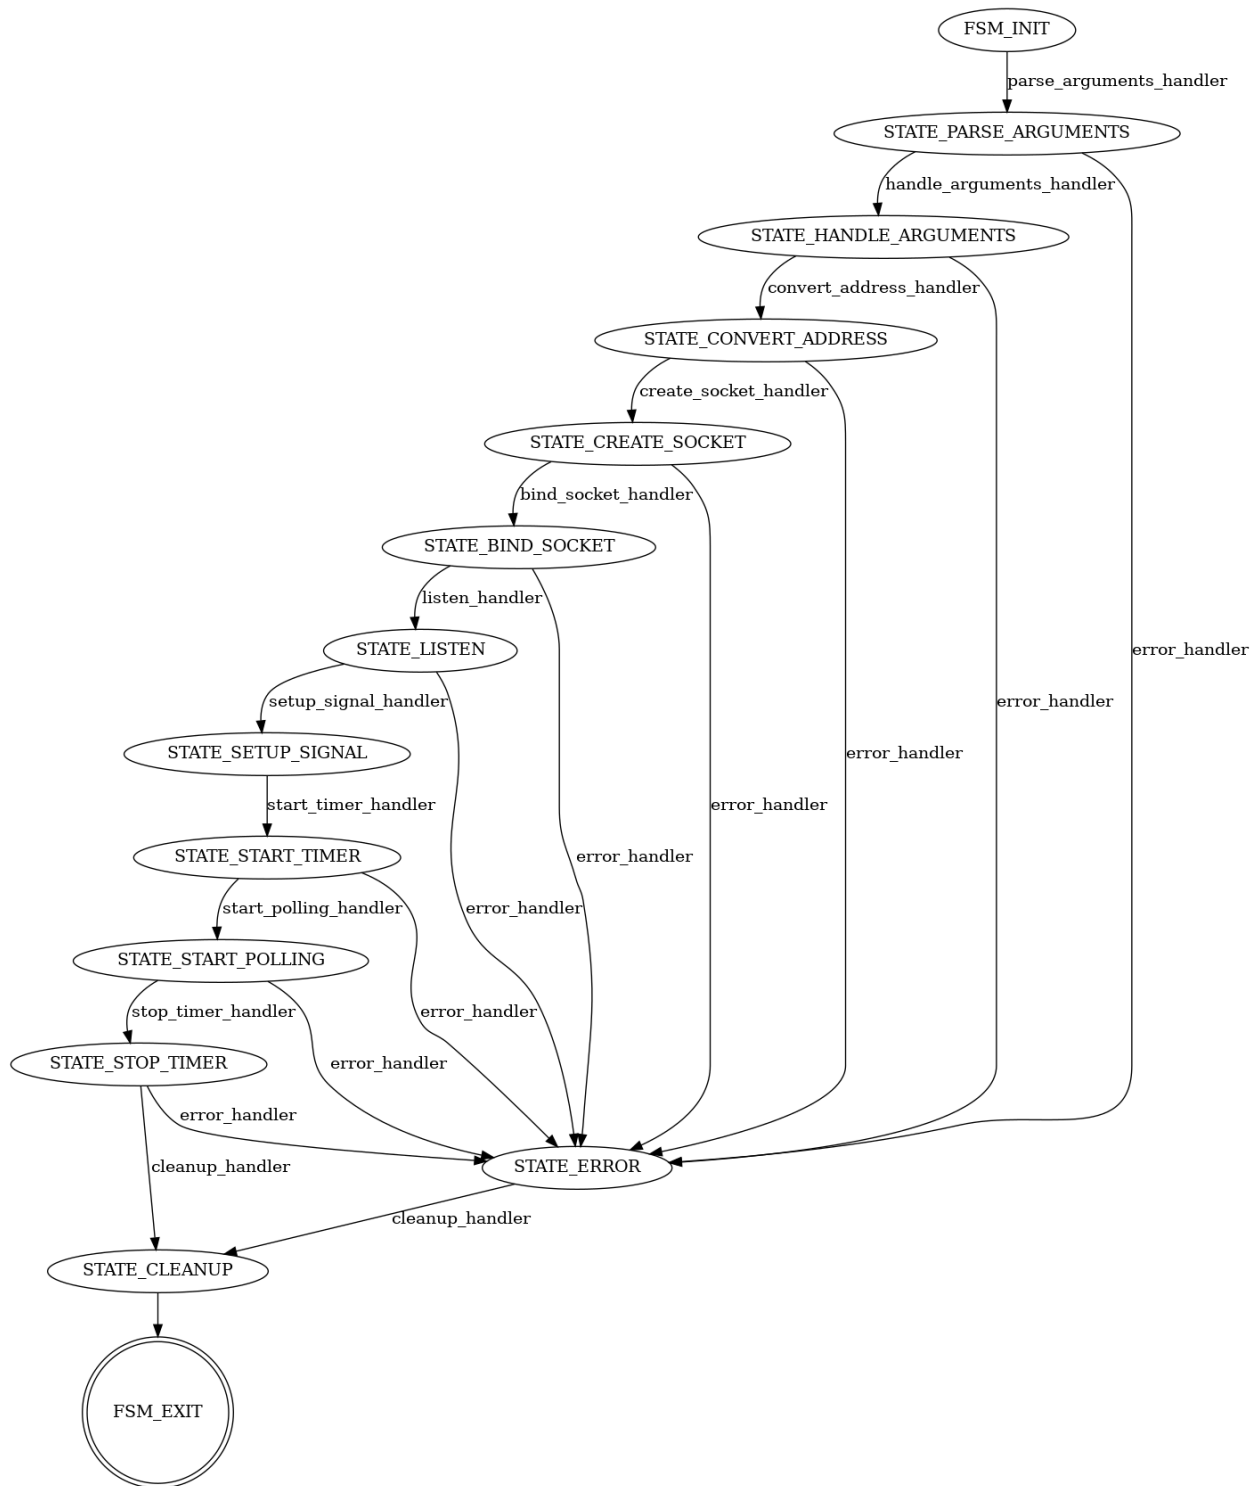 FSM_INIT
parse_arguments_handler
STATE_PARSE_ARGUMENTS
handle_arguments_handler
STATE_HANDLE_ARGUMENTS
convert_address_handler
STATE_CONVERT_ADDRESS
create_socket_handler
STATE_CREATE_SOCKET
bind_socket_handler
STATE_BIND_SOCKET
listen_handler
STATE_LISTEN
error_handler
setup_signal_handler
error_handler
STATE_SETUP_SIGNAL
error_handler
start_timer_handler
error_handler
STATE_START_TIMER
error_handler
start_polling_handler
error_handler
STATE_START_POLLING
stop_timer_handler
error_handler
STATE_STOP_TIMER
error_handler
error_handler
cleanup_handler
STATE_ERROR
cleanup_handler
STATE_CLEANUP
FSM_EXIT